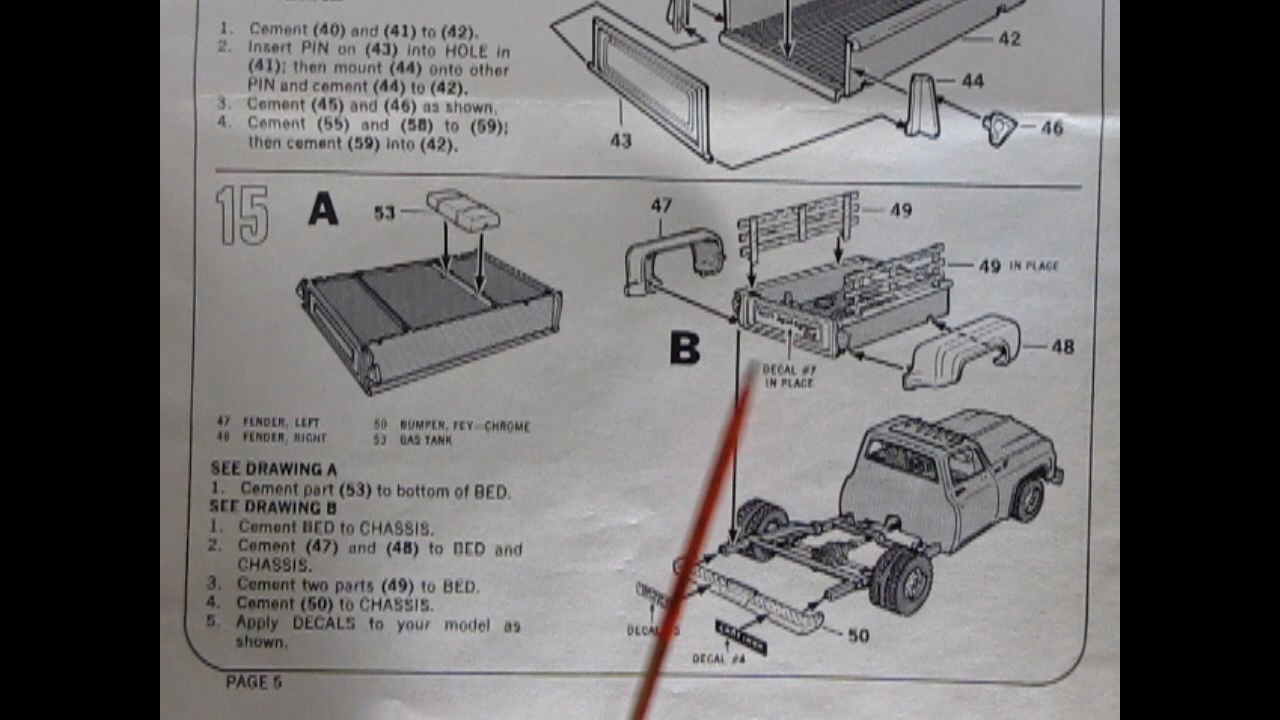 1. Cement (40) and (41) to (42).
2. Insert PIN on (43) into HOLE in
(41); then mount (44) onto other
PIN and cement (44) to (42).
3. Cement (45) and (46) as shown.
4. Cement (55) and (58) to (59);
then cement (59) into (42).
42
44
46
43
15
A
53
47
49
49 IN PLACE
48
B
DECAL #7
IN PLACE
47 FENDER, LEFT
48 FENDER, RIGHT
50 BUMPER, FEY-CHROME
53 GAS TANK
SEE DRAWING A
1. Cement part (53) to bottom of BED.
SEE DRAWING B
1. Cement BED to CHASSIS.
2. Cement (47) and (48) to BED and
CHASSIS.
3. Cement two parts (49) to BED.
4. Cement (50) to CHASSIS.
5. Apply DECALS to your model as
shown.
50
DECAL
DECAL #4
PAGE 5